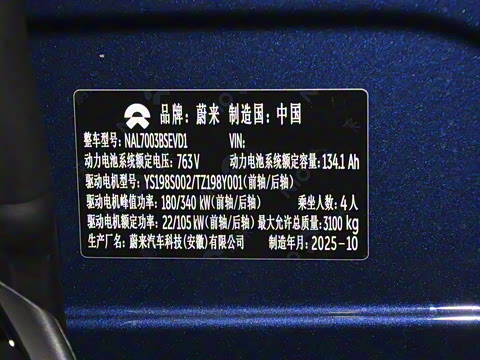 品牌：蔚来 制造国：中国
整车型号：NAL7003BSEVD1 VIN：
动力电池系统额定电压：763V 动力电池系统额定容量：134.1Ah
驱动电机型号：YS198S002/TZ198Y001(前轴/后轴)
驱动电机峰值功率：180/340 kW(前轴/后轴) 乘坐人数：4人
驱动电机额定功率：22/105 kW(前轴/后轴) 最大允许总质量：3100 kg
生产厂名：蔚来汽车科技(安徽)有限公司 制造年月：2025-10